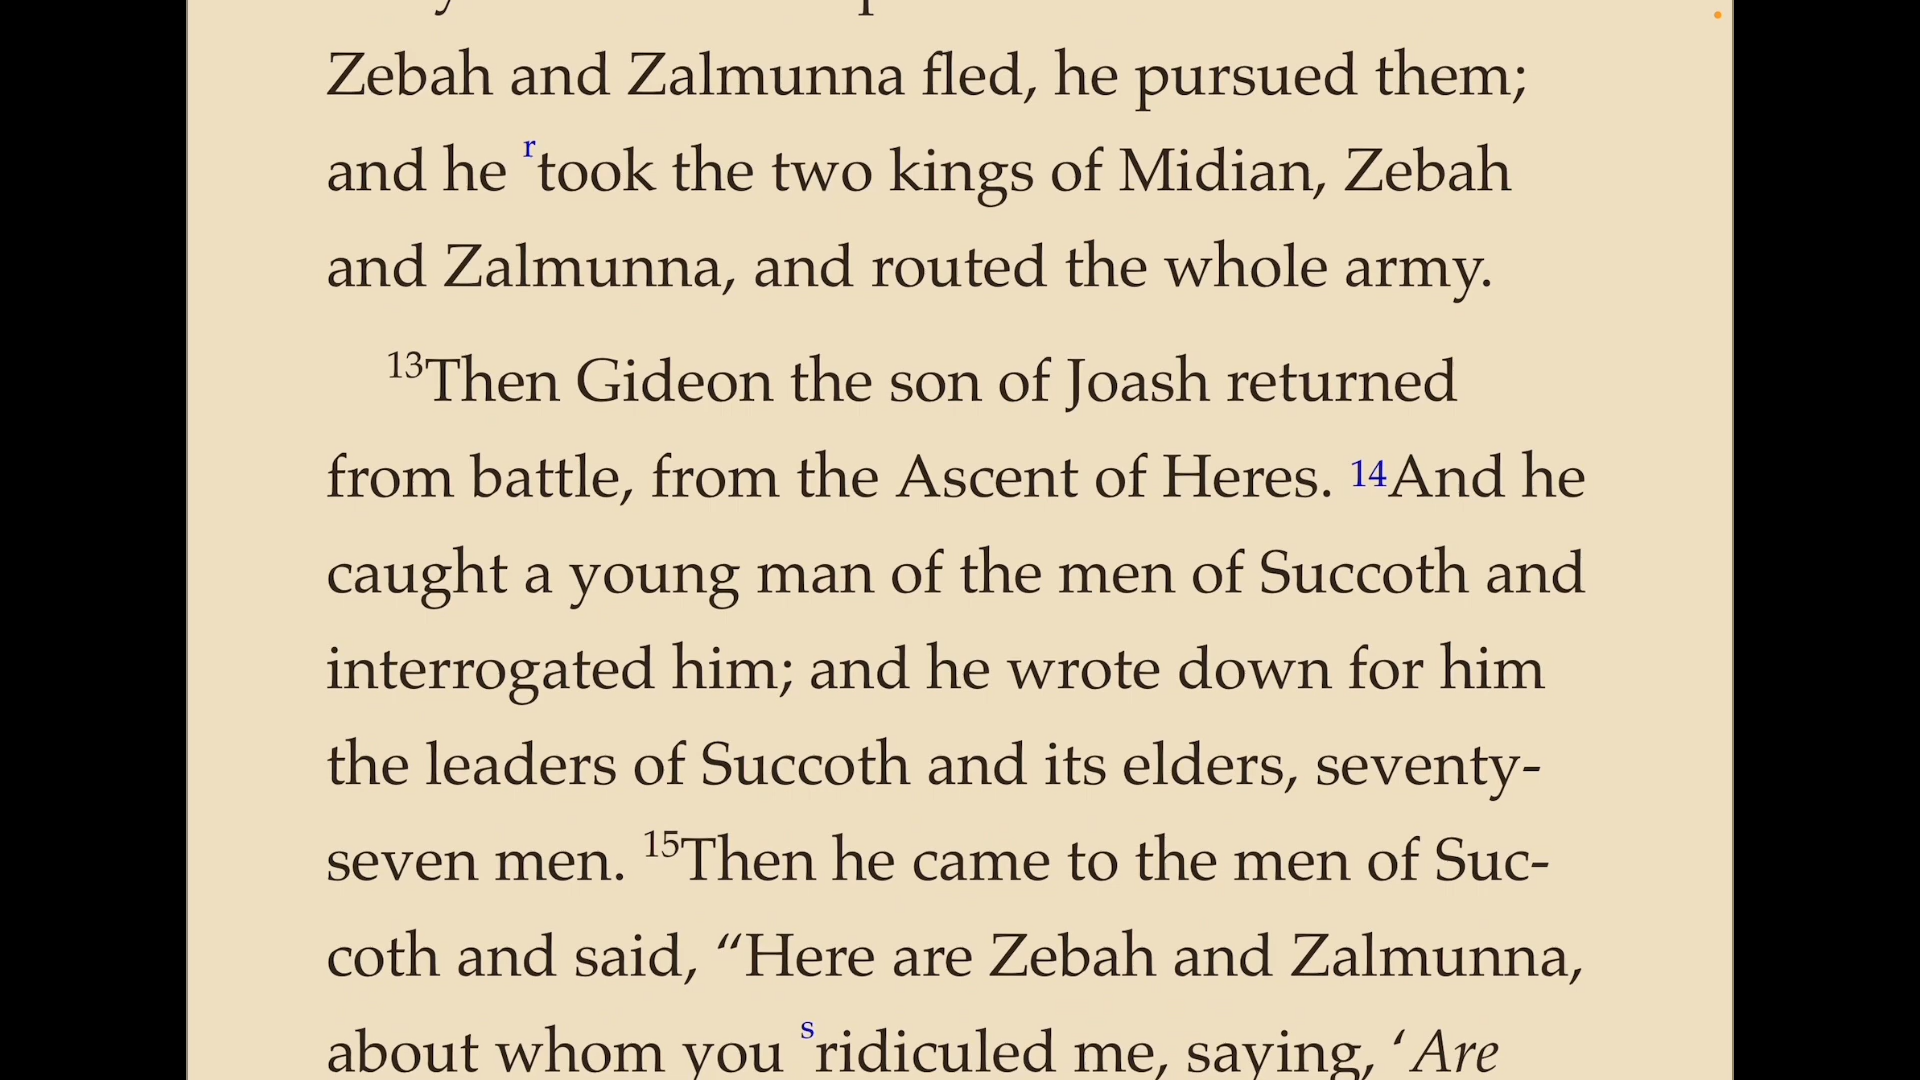 Zebah and Zalmunna fled, he pursued them;
and he rtook the two kings of Midian, Zebah
and Zalmunna, and routed the whole army.
13Then Gideon the son of Joash returned
from battle, from the Ascent of Heres. 14And he
caught a young man of the men of Succoth and
interrogated him; and he wrote down for him
the leaders of Succoth and its elders, seventy-
seven men. 15Then he came to the men of Suc-
coth and said, “Here are Zebah and Zalmunna,
about whom you sridiculed me, saying, ‘Are